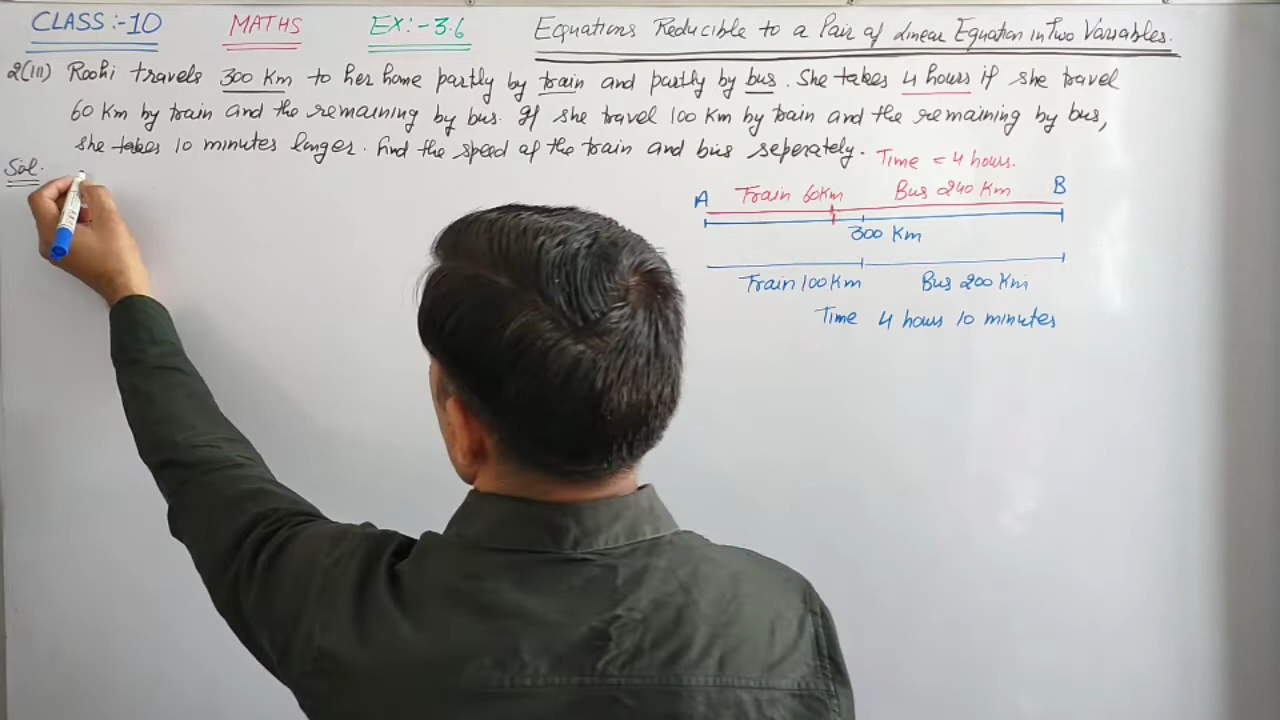 CLASS:-10 MATHS EX:-3.6 Equations Reducible to a Pair of Linear Equation in Two Variables.
2(iii) Roohi travels 300 Km to her home partly by train and partly by bus. She takes 4 hours if she travel
60 Km by train and the remaining by bus. If she travel 100 Km by train and the remaining by bus,
she takes 10 minutes longer. Find the speed of the train and bus seperately.
Time = 4 hours.
Sol.
A Train 60km Bus 240 Km B
300 Km
Train 100Km Bus 200 Km
Time 4 hours 10 minutes